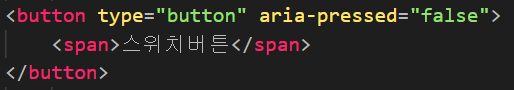 <button type="button" aria-pressed="false">
<span>스위치버튼</span>
</button>